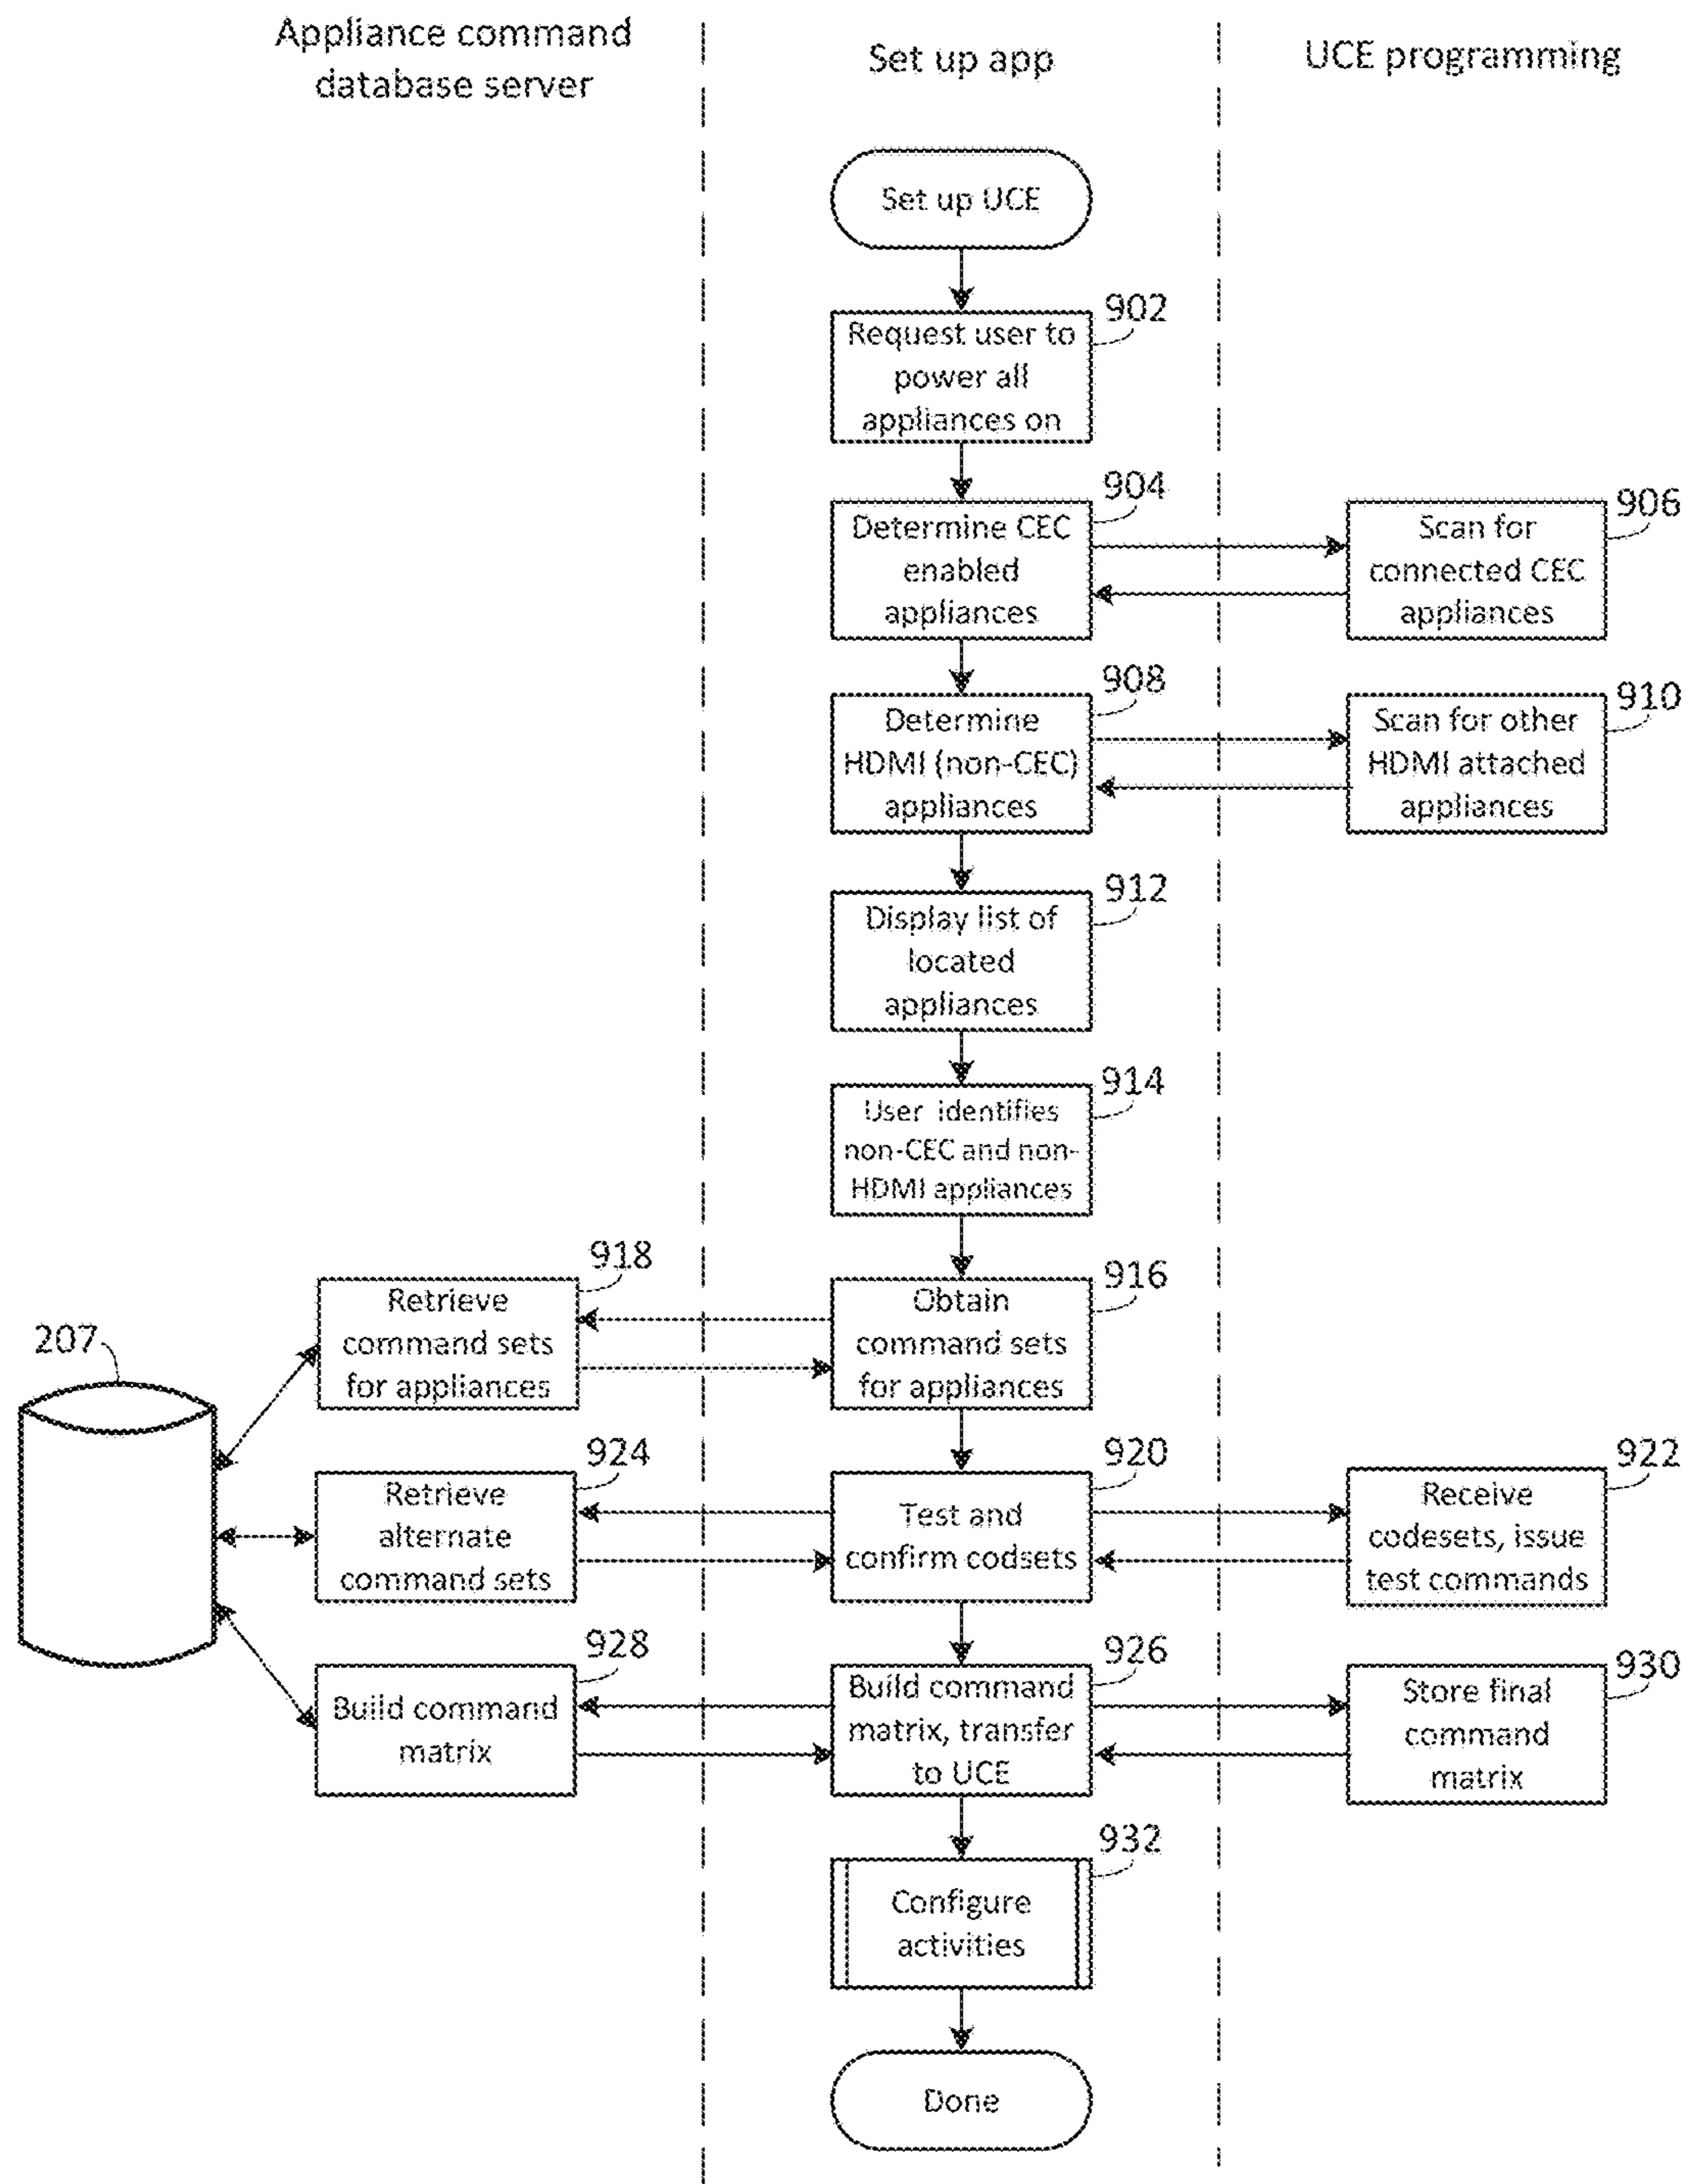 Appliance command
database server
Set up app
UCE programming
Set up UCE
902
Request user to
power all
appliances on
904
Determine CEC
enabled
appliances
906
Scan for
connected CEC
appliances
908
Determine
HDMI (non-CEC)
appliances
910
Scan for other
HDMI attached
appliances
912
Display list of
located
appliances
914
User identifies
non-CEC and non-
HDMI appliances
918
Retrieve
command sets
for appliances
916
Obtain
command sets
for appliances
207
924
Retrieve
alternate
command sets
920
Test and
confirm codsets
922
Receive
codesets, issue
test commands
928
Build command
matrix
926
Build command
matrix, transfer
to UCE
930
Store final
command
matrix
932
Configure
activities
Done